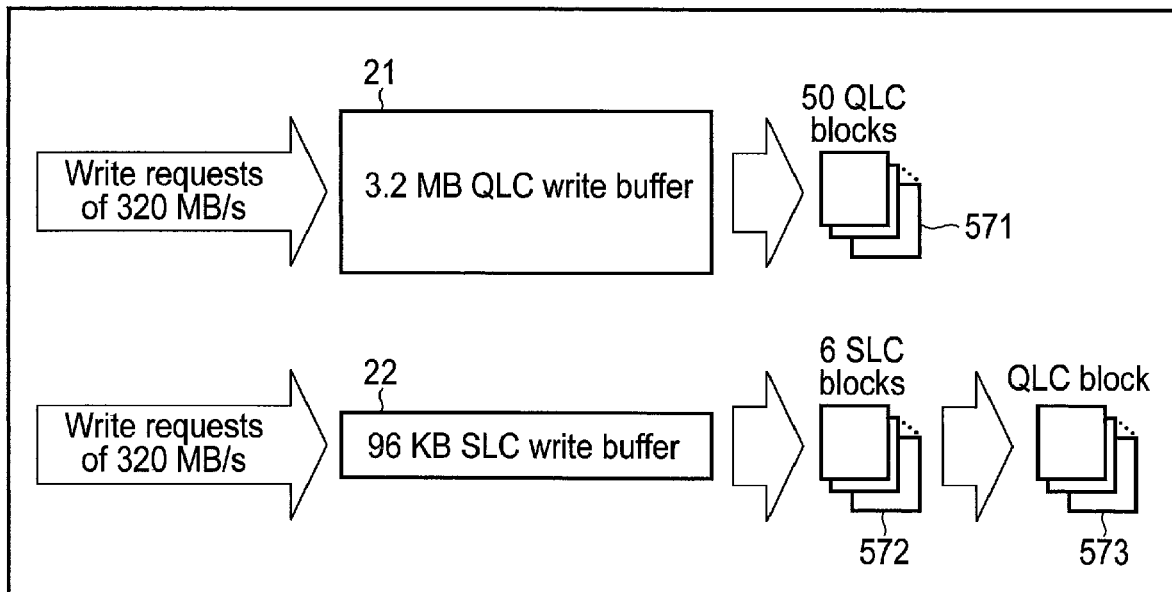 21
50 QLC
blocks
Write requests
of 320 MB/s
3.2 MB QLC write buffer
571
22
6 SLC
blocks
QLC block
Write requests
of 320 MB/s
96 KB SLC write buffer
572
573